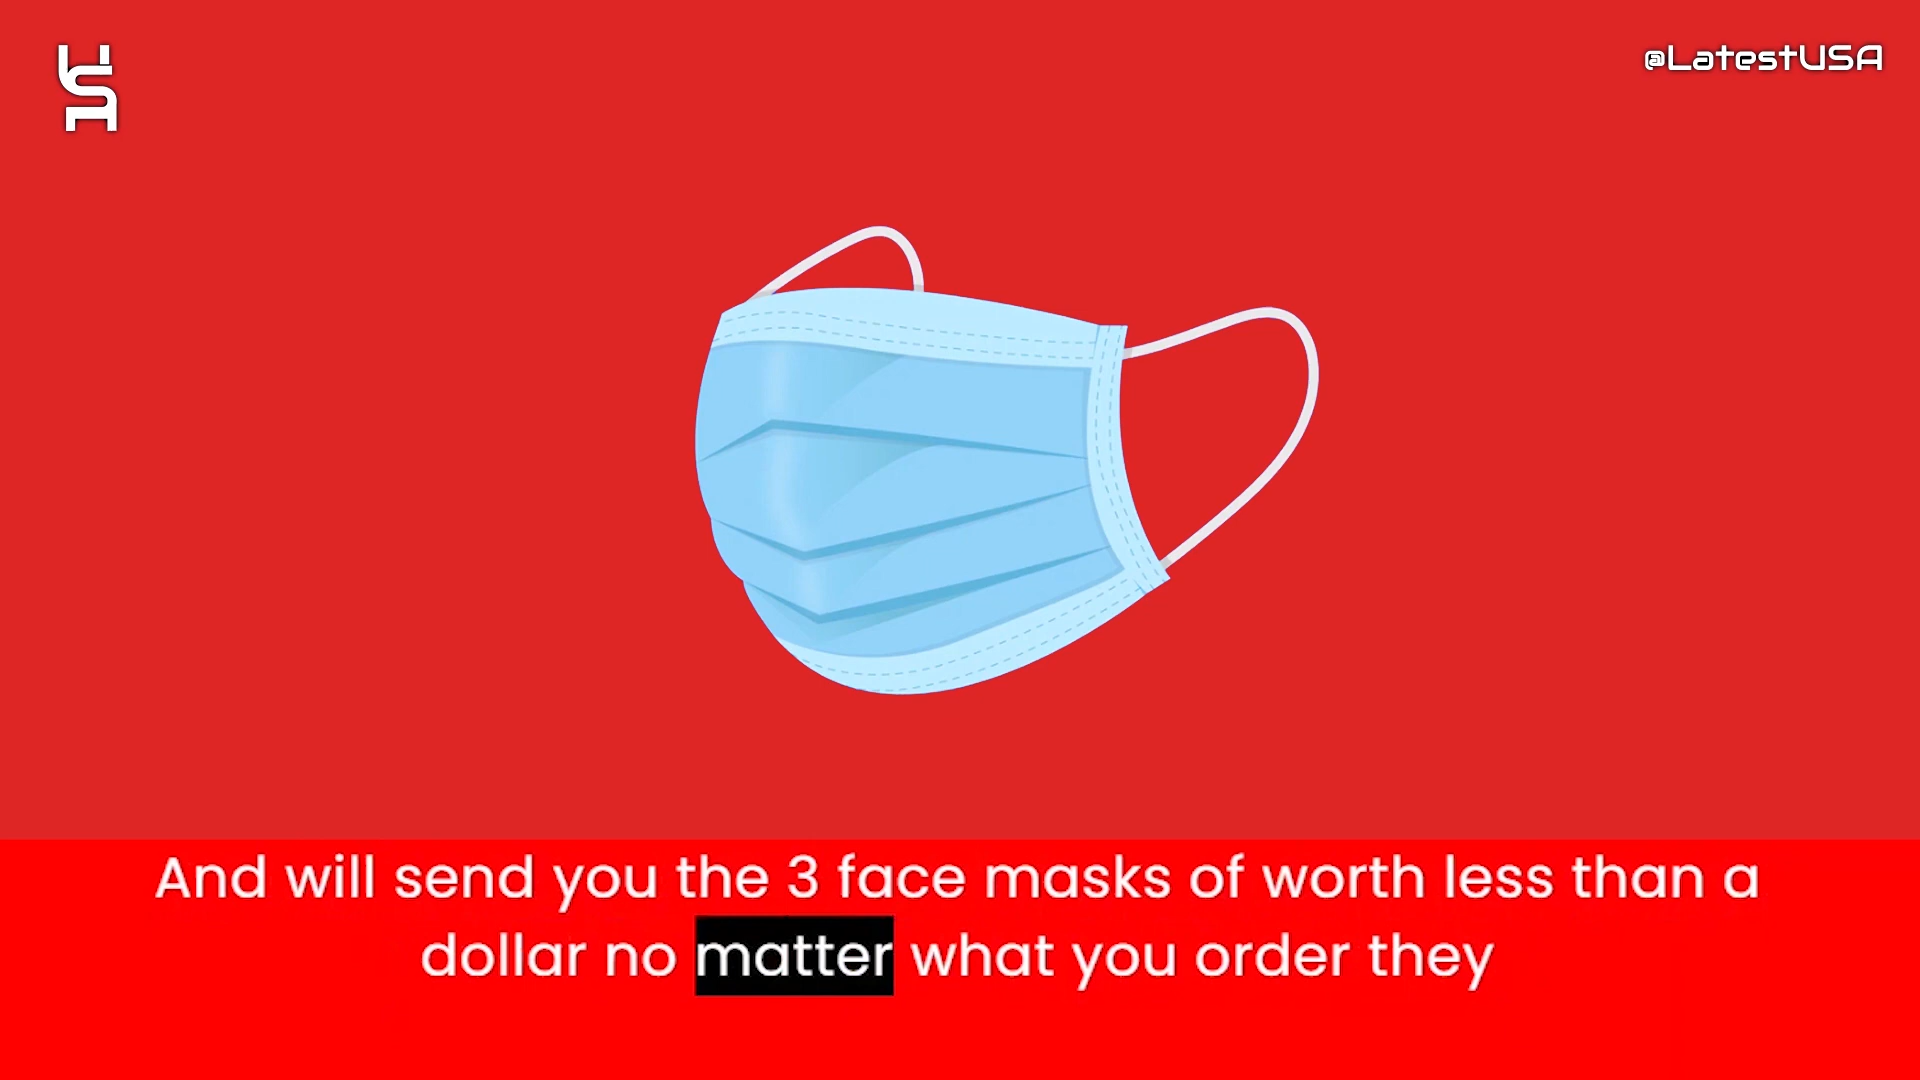 USA
@LatestUSA
And will send you the 3 face masks of worth less than a
dollar no matter what you order they